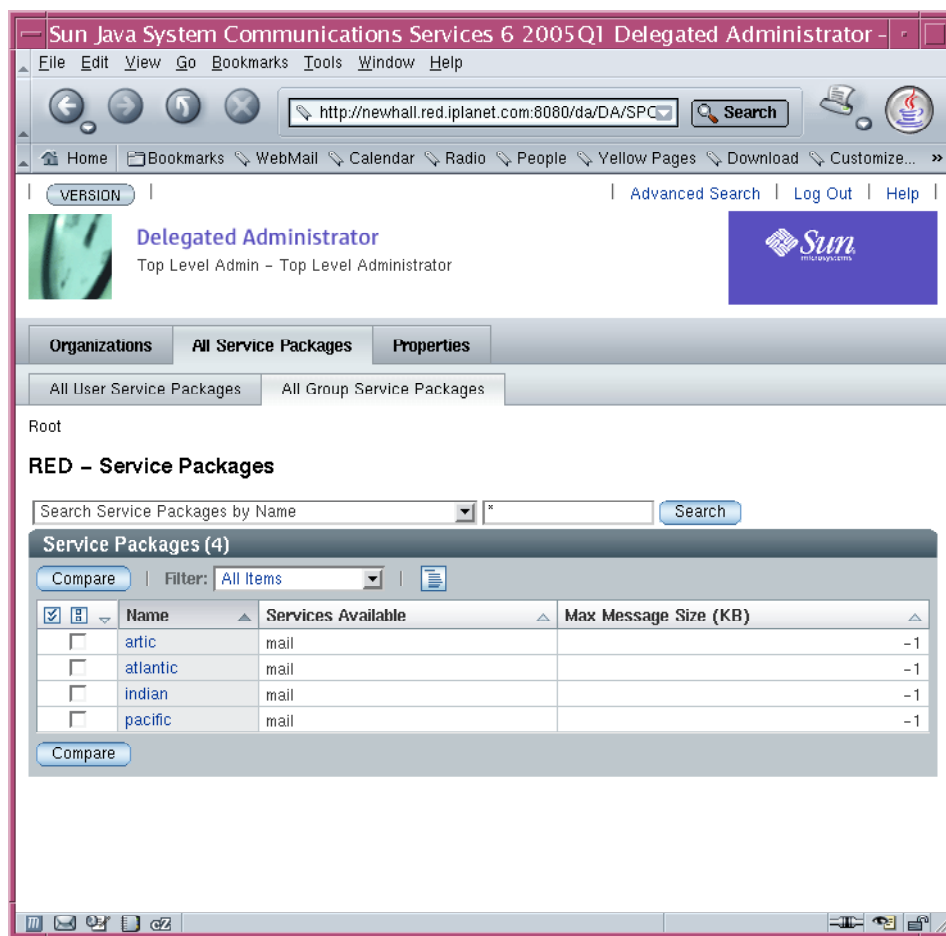 Sun Java System Communications Services 6 2005Q1 Delegated Administrator –
File Edit View Go Bookmarks Tools Window Help
http://newhall.red.iplanet.com:8080/da/DA/SPC Search
Home Bookmarks WebMail Calendar Radio People Yellow Pages Download Customize... »
VERSION Advanced Search | Log Out | Help
Delegated Administrator
Top Level Admin – Top Level Administrator
Sun
microsystems
Organizations All Service Packages Properties
All User Service Packages All Group Service Packages
Root
RED – Service Packages
Search Service Packages by Name * Search
Service Packages (4)
Compare | Filter: All Items |
Name Services Available Max Message Size (KB)
artic mail -1
atlantic mail -1
indian mail -1
pacific mail -1
Compare